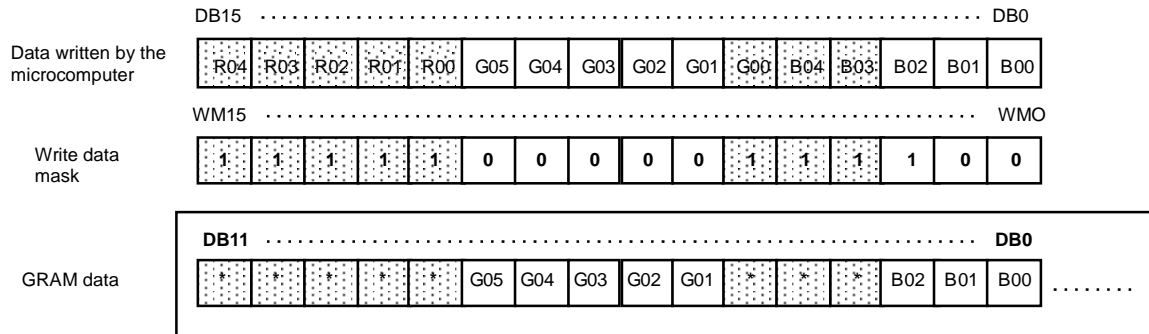 DB15 . . . . . . . . . . . . . . . . . . . . . . . . . . . . . . DB0
Data written by the microcomputer R04 R03 R02 R01 R00 G05 G04 G03 G02 G01 G00 B04 B03 B02 B01 B00
WM15 . . . . . . . . . . . . . . . . . . . . . . . . . . . . . . WMO
Write data mask 1 1 1 1 1 0 0 0 0 0 1 1 1 1 0 0
DB11 . . . . . . . . . . . . . . . . . . . . . . . . . . . . . . DB0
GRAM data * * * * * G05 G04 G03 G02 G01 * * * B02 B01 B00 . . . . . . . .